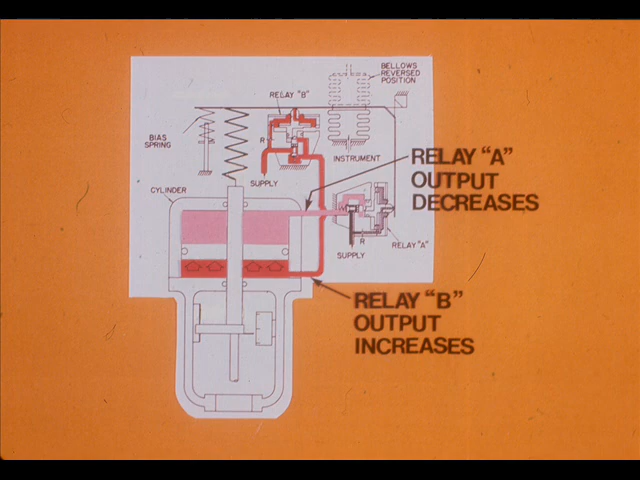 BELLOWS
REVERSED
POSITION
RELAY "B"
R
BIAS
SPRING
INSTRUMENT
SUPPLY
CYLINDER
RELAY "A"
OUTPUT
DECREASES
R
SUPPLY
RELAY "A"
RELAY "B"
OUTPUT
INCREASES